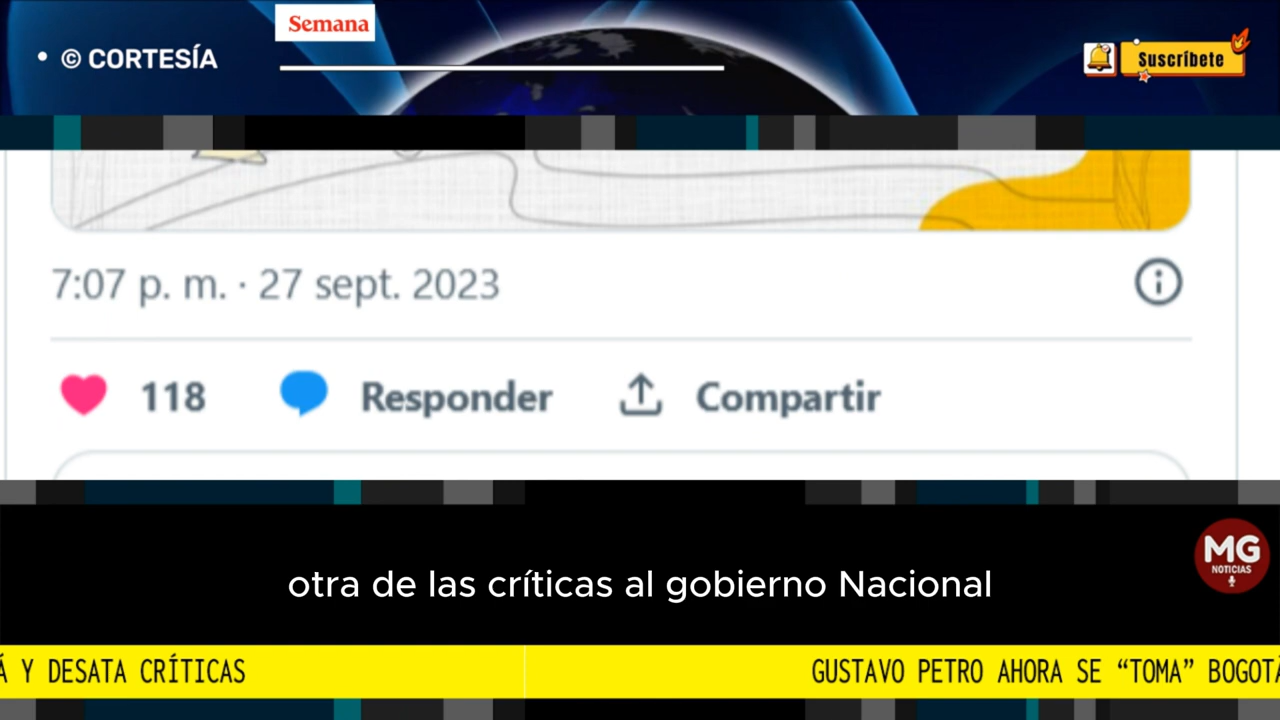 Semana
• © CORTESÍA
Suscríbete
7:07 p. m. · 27 sept. 2023
118 Responder Compartir
otra de las críticas al gobierno Nacional
MG
NOTICIAS
Á Y DESATA CRÍTICAS GUSTAVO PETRO AHORA SE “TOMA” BOGOTÁ